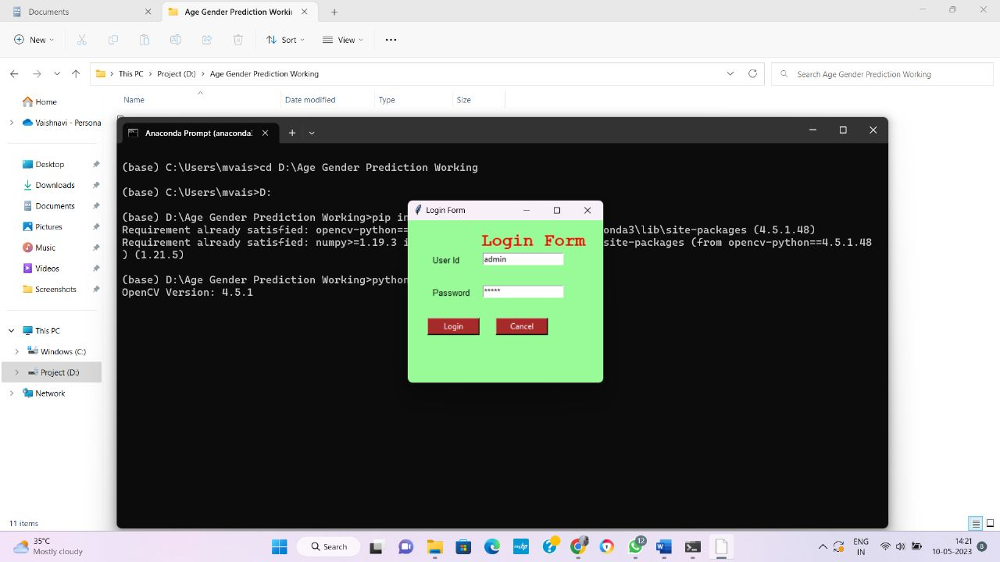 Documents
Age Gender Prediction Workin
New
Sort
View
This PC > Project (D:) > Age Gender Prediction Working
Search Age Gender Prediction Working
Name
Date modified
Type
Size
Home
Vaishnavi - Persona
Desktop
Downloads
Documents
Pictures
Music
Videos
Screenshots
This PC
Windows (C:)
Project (D:)
Network
11 items
Anaconda Prompt (anaconda3
(base) C:\Users\mvais>cd D:\Age Gender Prediction Working
(base) C:\Users\mvais>D:
(base) D:\Age Gender Prediction Working>pip in
Requirement already satisfied: opencv-python== onda3\lib\site-packages (4.5.1.48)
Requirement already satisfied: numpy>=1.19.3 i site-packages (from opencv-python==4.5.1.48
) (1.21.5)
(base) D:\Age Gender Prediction Working>python
OpenCV Version: 4.5.1
Login Form
Login Form
User Id admin
Password *****
Login Cancel
35°C
Mostly cloudy
Search
myhp
12
W
ENG
IN
14:21
10-05-2023
8